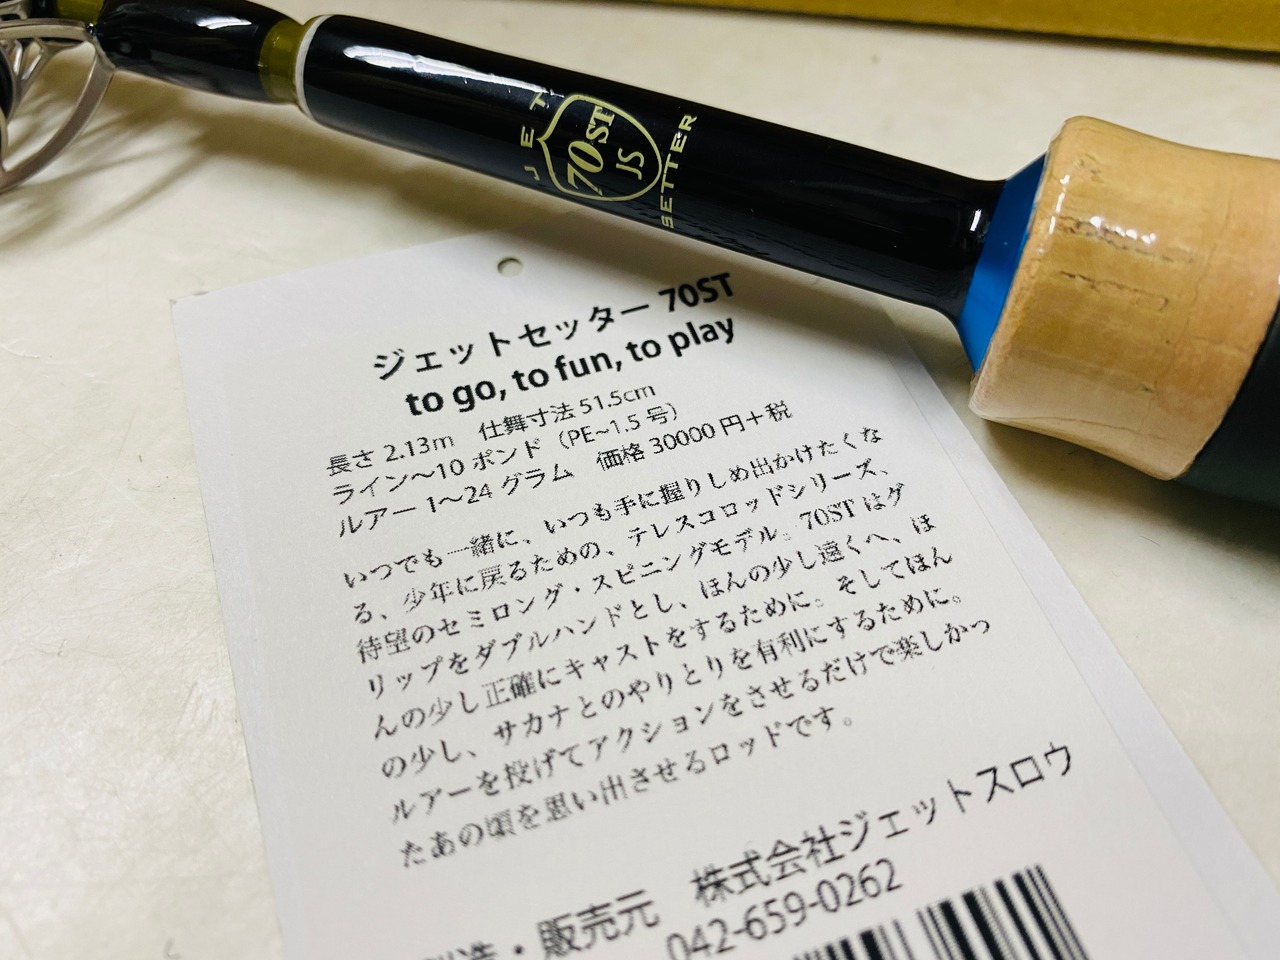 JET
70ST
JS
SETTER
ジェットセッター 70ST
to go, to fun, to play
長さ 2.13m　仕舞寸法 51.5cm
ライン〜10 ポンド（PE~1.5 号）
ルアー 1〜24 グラム　価格 30000 円＋税
いつでも一緒に、いつも手に握りしめ出かけたくな
る、少年に戻るための、テレスコロッドシリーズ、
待望のセミロング・スピニングモデル。70ST はグ
リップをダブルハンドとし、ほんの少し遠くへ、ほ
んの少し正確にキャストをするために。そしてほん
の少し、サカナとのやりとりを有利にするために。
ルアーを投げてアクションをさせるだけで楽しかっ
たあの頃を思い出させるロッドです。
造・販売元　株式会社ジェットスロウ
042-659-0262